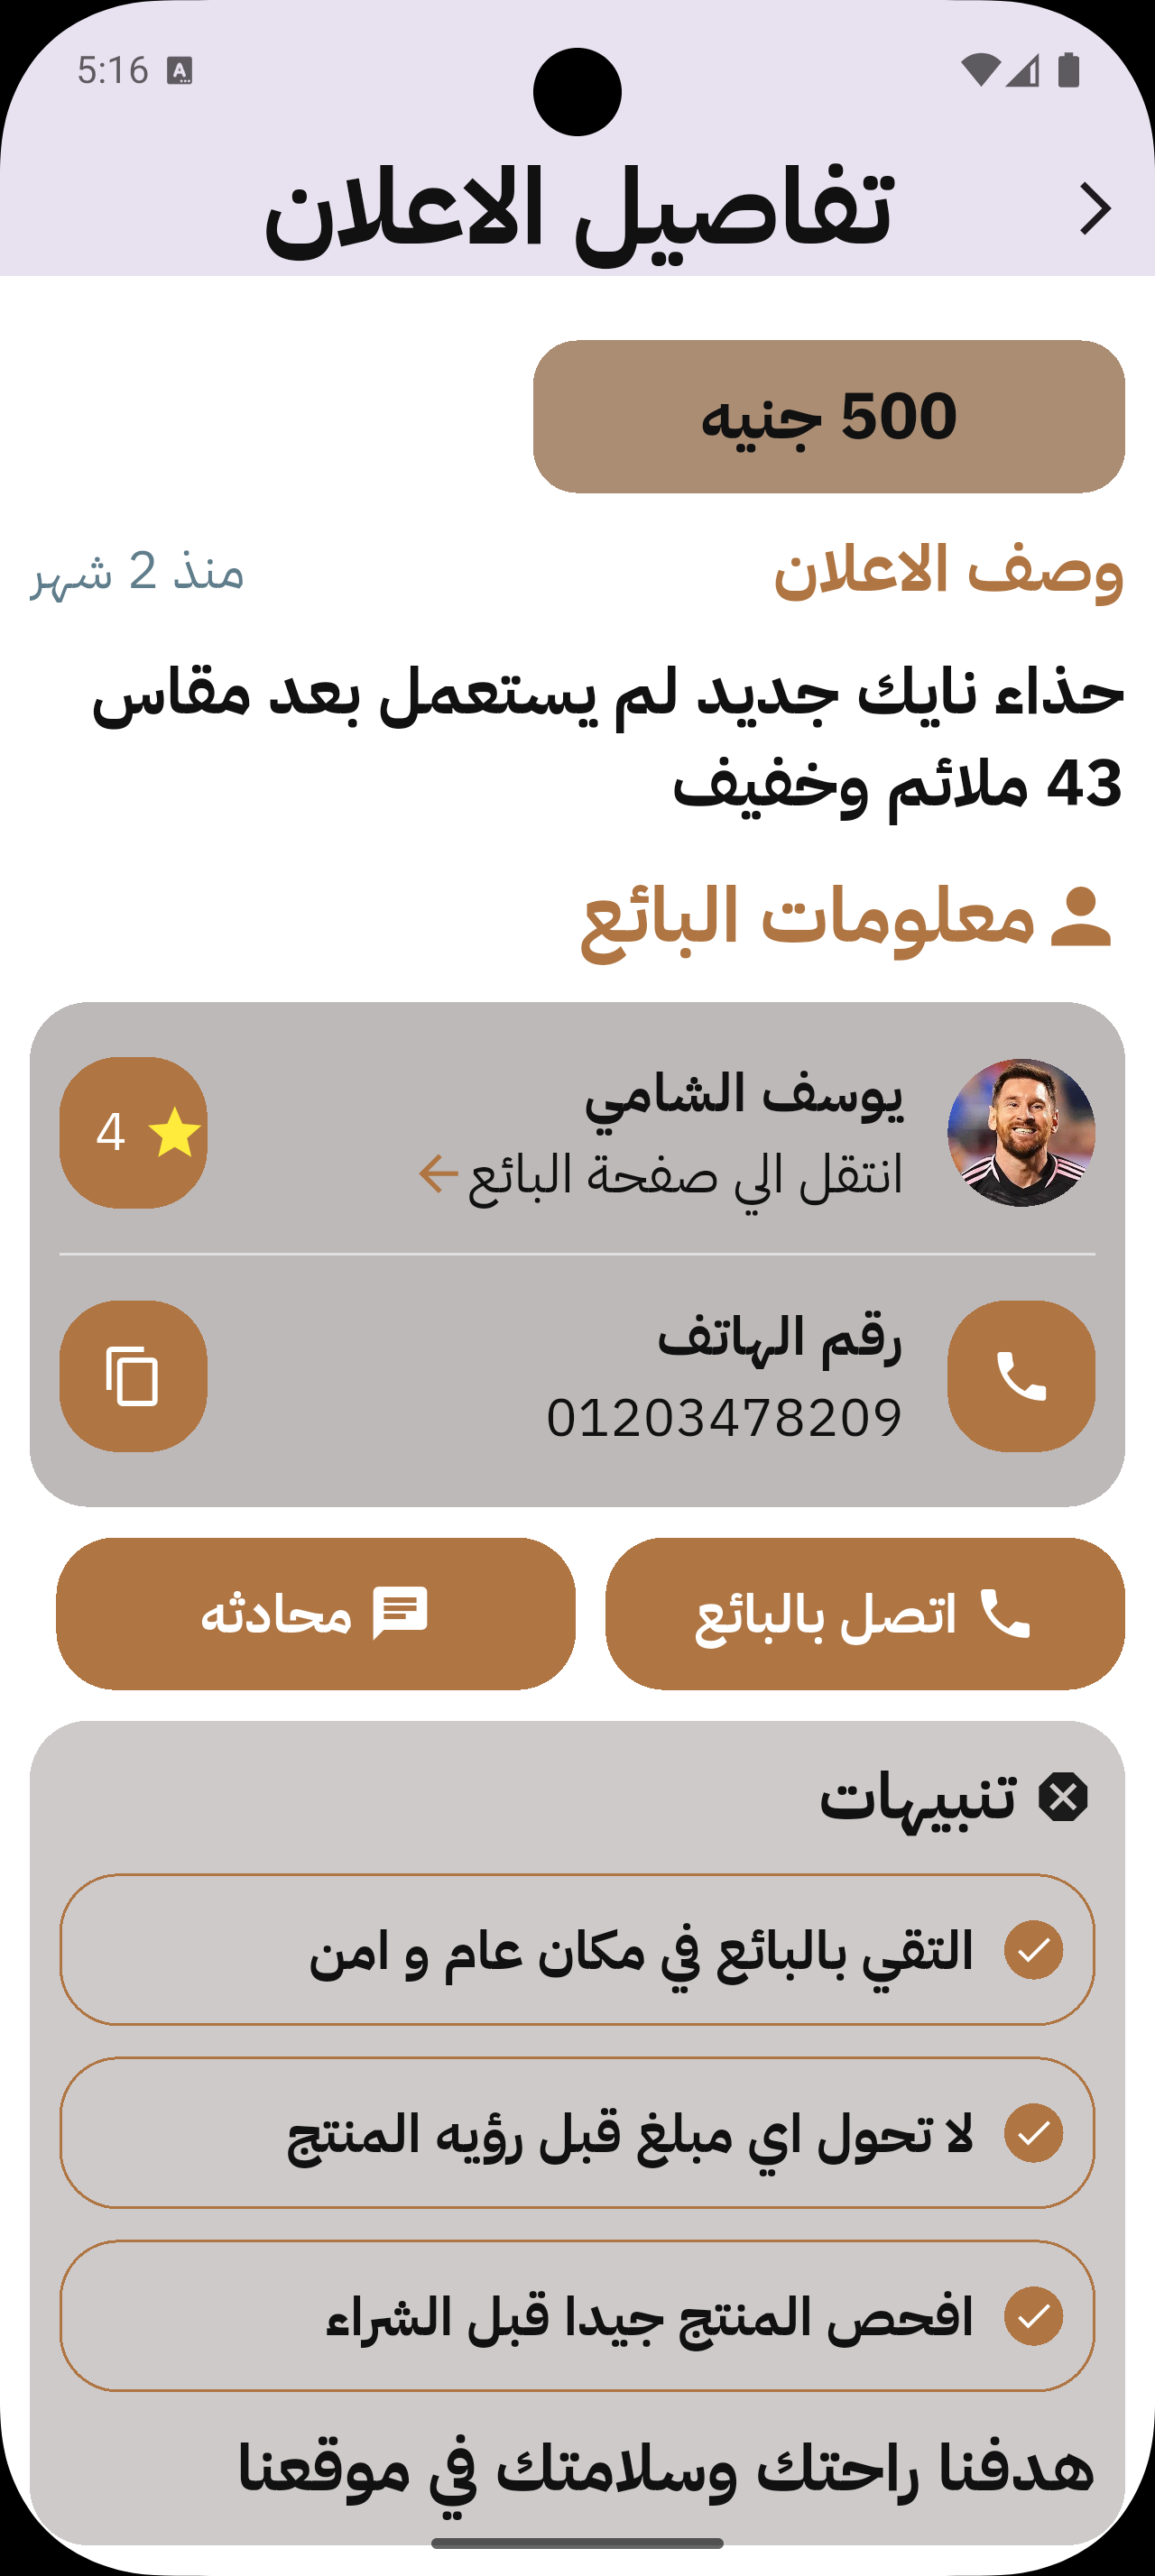 5:16
تفاصيل الاعلان
500 جنيه
وصف الاعلان
منذ 2 شهر
حذاء نايك جديد لم يستعمل بعد مقاس
43 ملائم وخفيف
معلومات البائع
يوسف الشامي
4
انتقل الي صفحة البائع
رقم الهاتف
01203478209
اتصل بالبائع
محادثه
تنبيهات
التقي بالبائع في مكان عام و امن
لا تحول اي مبلغ قبل رؤيه المنتج
افحص المنتج جيدا قبل الشراء
هدفنا راحتك وسلامتك في موقعنا